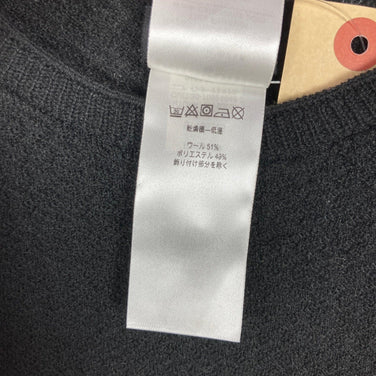 乾燥機一低温
ウール 51%
ポリエステル 49%
飾り付け部分を除く